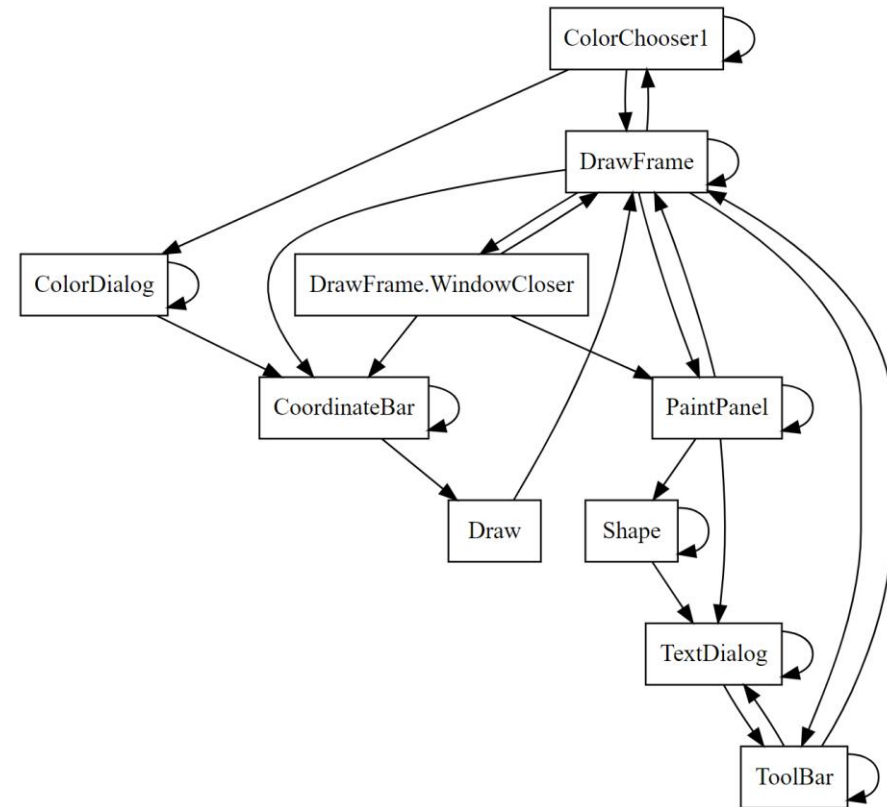 ColorChooser1
DrawFrame
ColorDialog
DrawFrame.WindowCloser
CoordinateBar
PaintPanel
Draw
Shape
TextDialog
ToolBar